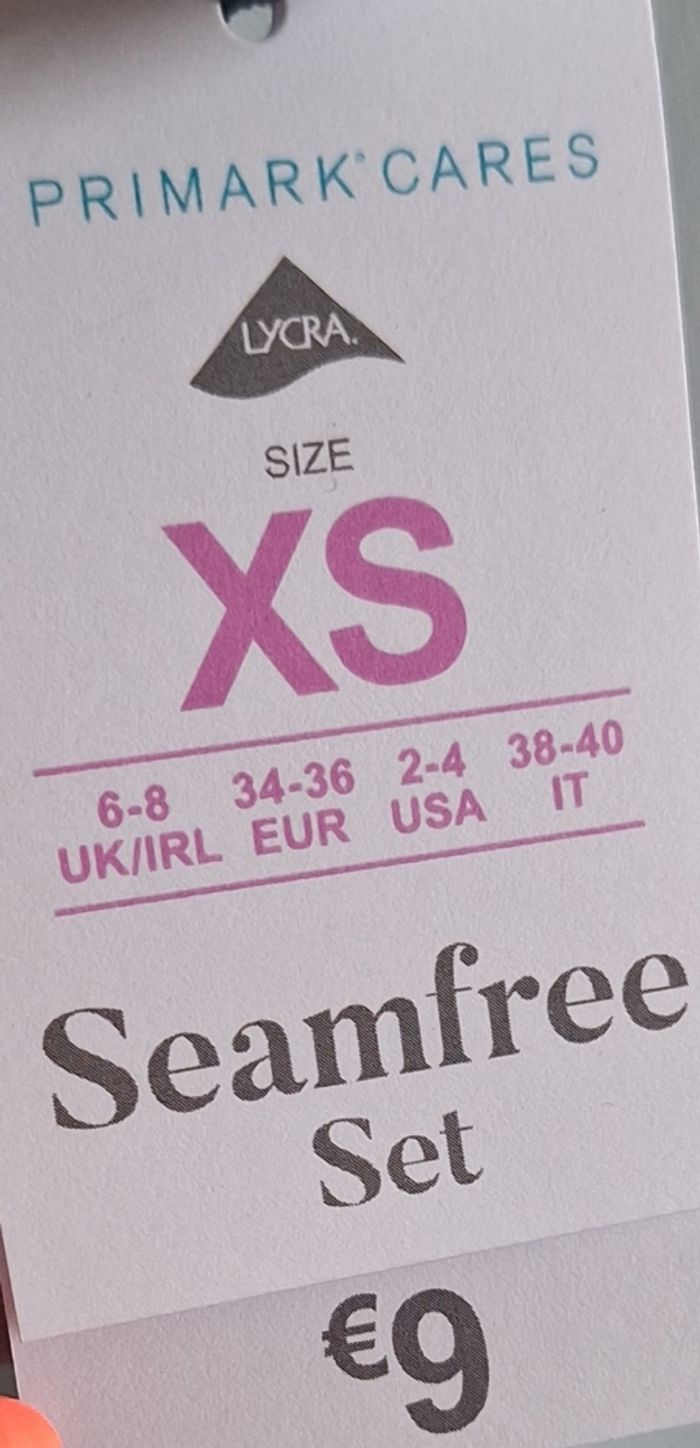 PRIMARK® CARES
LYCRA.
SIZE
XS
6-8 34-36 2-4 38-40
UK/IRL EUR USA IT
Seamfree
Set
€9